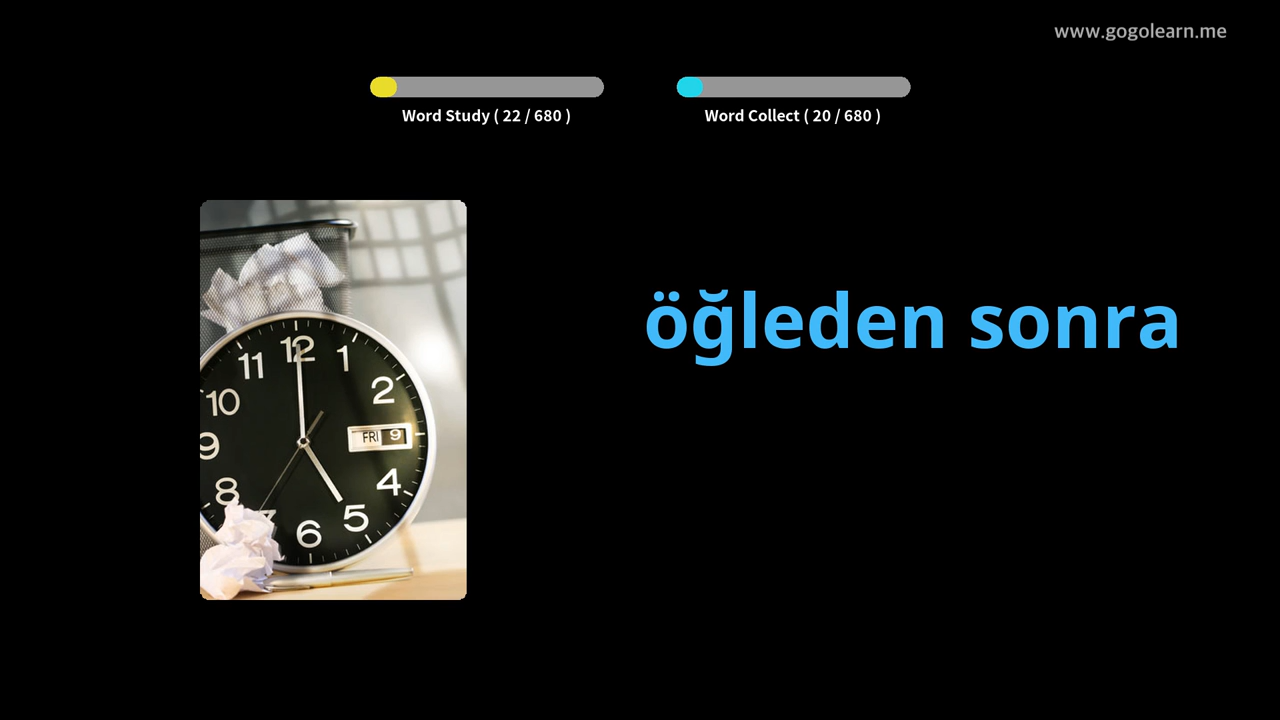 www.gogolearn.me
Word Study ( 22 / 680 )
Word Collect ( 20 / 680 )
öğleden sonra
12
11
1
10
2
9
FRI 9
8
4
7
5
6